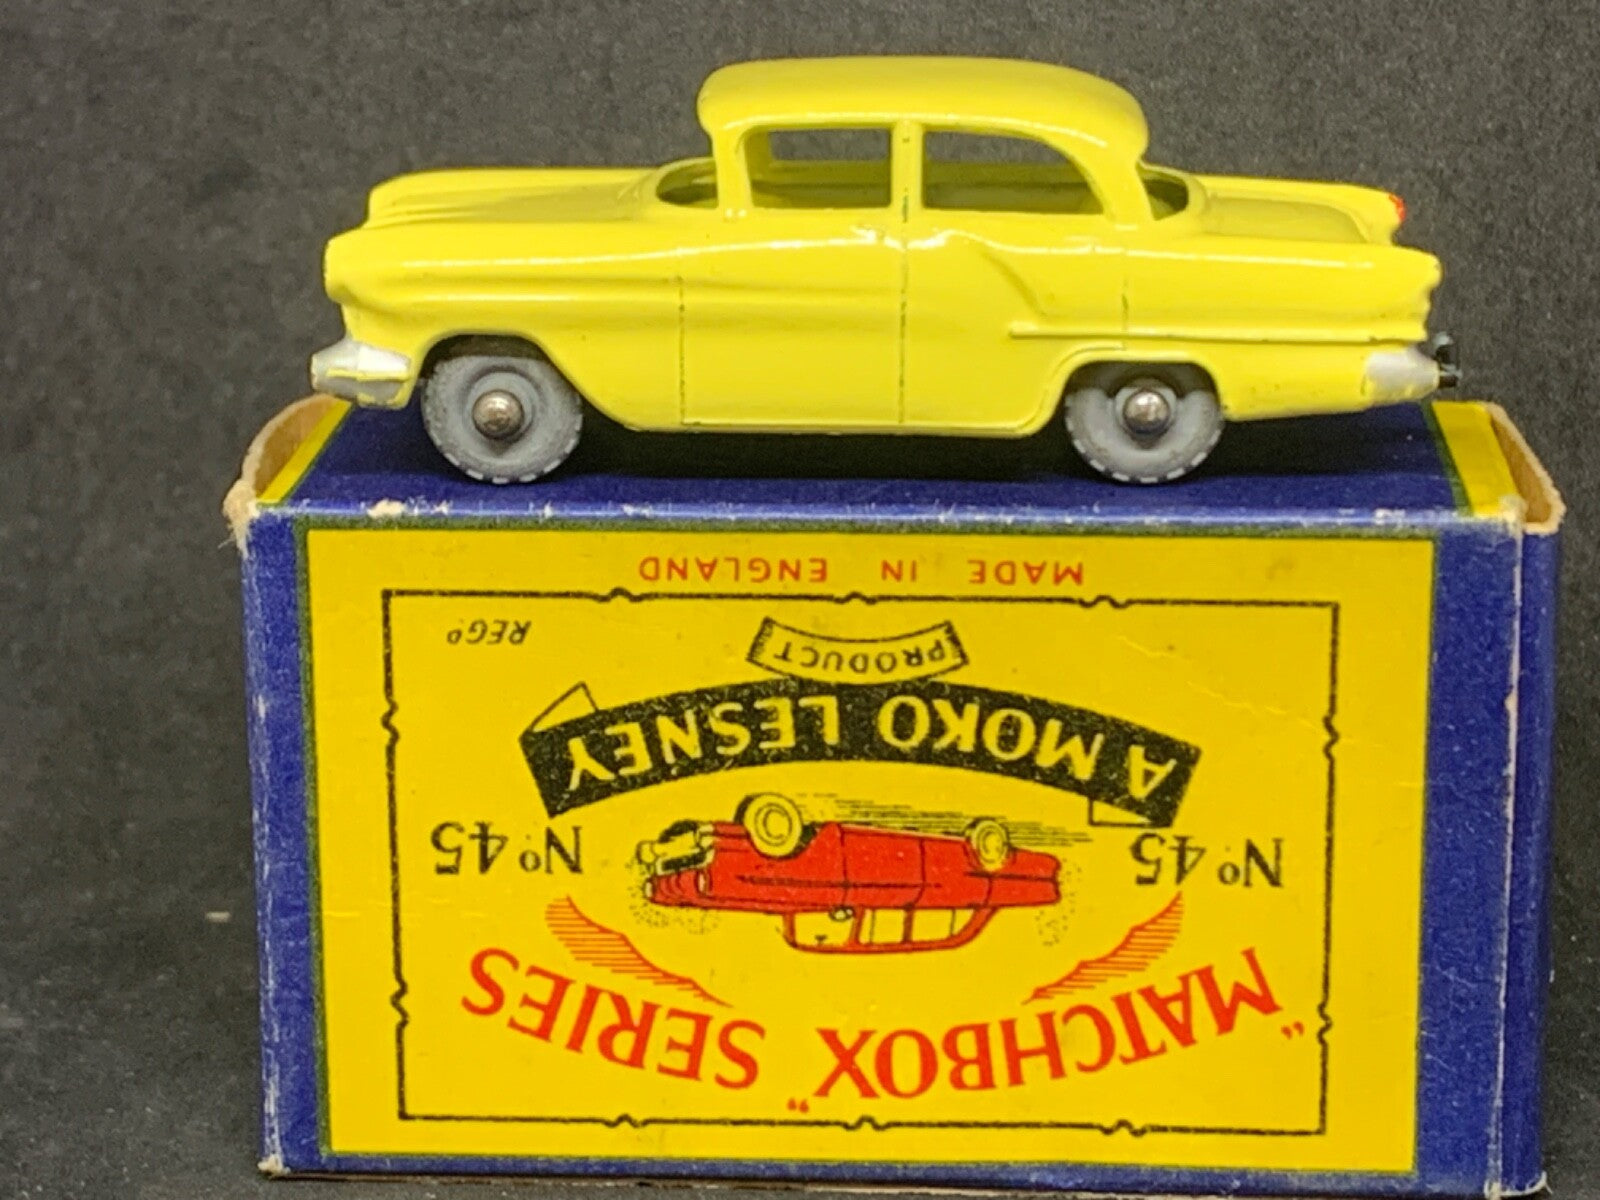 "MATCHBOX" SERIES
Nº 45 Nº 45
A MOKO LESNEY
PRODUCT
REGD.
MADE IN ENGLAND